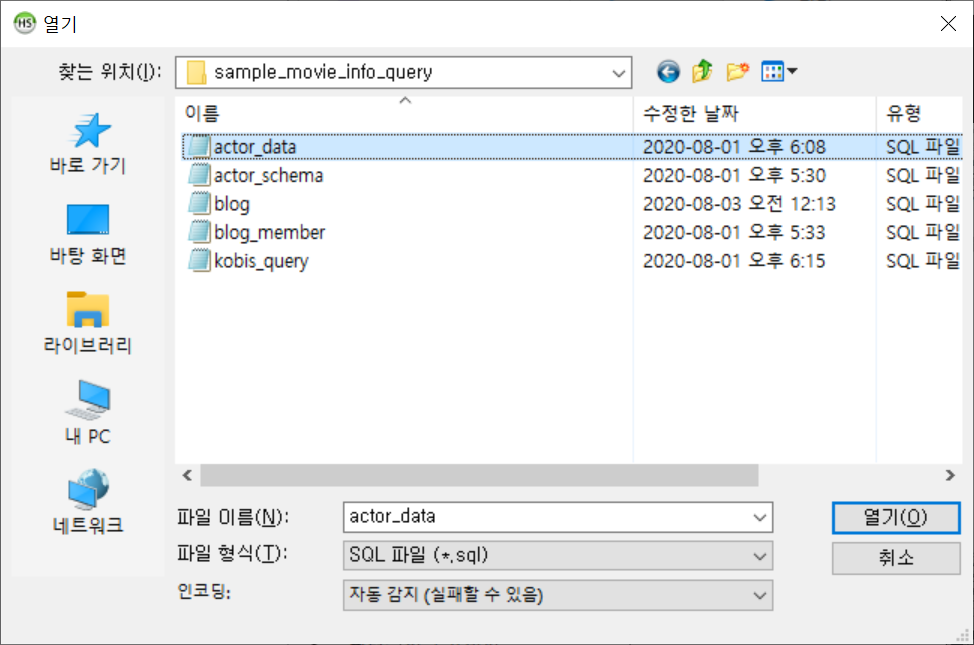 HS 열기
찾는 위치(I): sample_movie_info_query
이름 수정한 날짜 유형
actor_data 2020-08-01 오후 6:08 SQL 파일
actor_schema 2020-08-01 오후 5:30 SQL 파일
blog 2020-08-03 오전 12:13 SQL 파일
blog_member 2020-08-01 오후 5:33 SQL 파일
kobis_query 2020-08-01 오후 6:15 SQL 파일
바로 가기
바탕 화면
라이브러리
내 PC
네트워크
파일 이름(N): actor_data 열기(O)
파일 형식(T): SQL 파일 (*.sql) 취소
인코딩: 자동 감지 (실패할 수 있음)